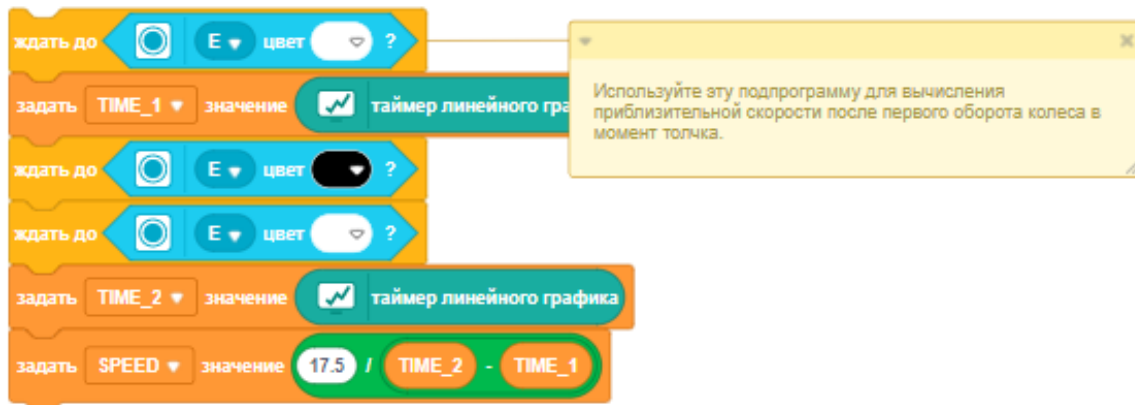 ждать до E цвет ?
задать TIME_1 значение таймер линейного гра
Используйте эту подпрограмму для вычисления
приблизительной скорости после первого оборота колеса в
момент толчка.
ждать до E цвет ?
ждать до E цвет ?
задать TIME_2 значение таймер линейного графика
задать SPEED значение 17.5 / TIME_2 - TIME_1